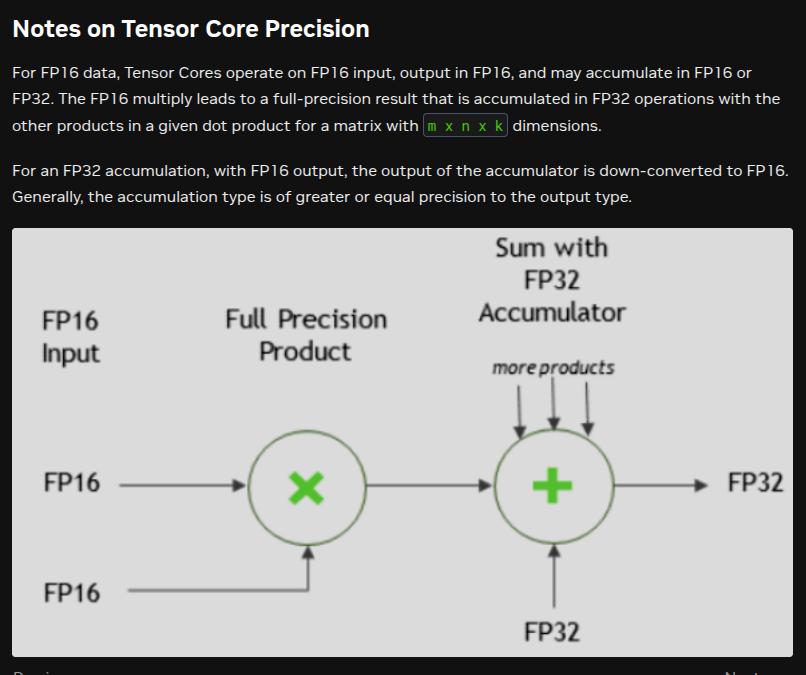 Notes on Tensor Core Precision
For FP16 data, Tensor Cores operate on FP16 input, output in FP16, and may accumulate in FP16 or
FP32. The FP16 multiply leads to a full-precision result that is accumulated in FP32 operations with the
other products in a given dot product for a matrix with m x n x k dimensions.
For an FP32 accumulation, with FP16 output, the output of the accumulator is down-converted to FP16.
Generally, the accumulation type is of greater or equal precision to the output type.
FP16
Input
Full Precision
Product
Sum with
FP32
Accumulator
more products
FP16
FP32
FP16
FP32